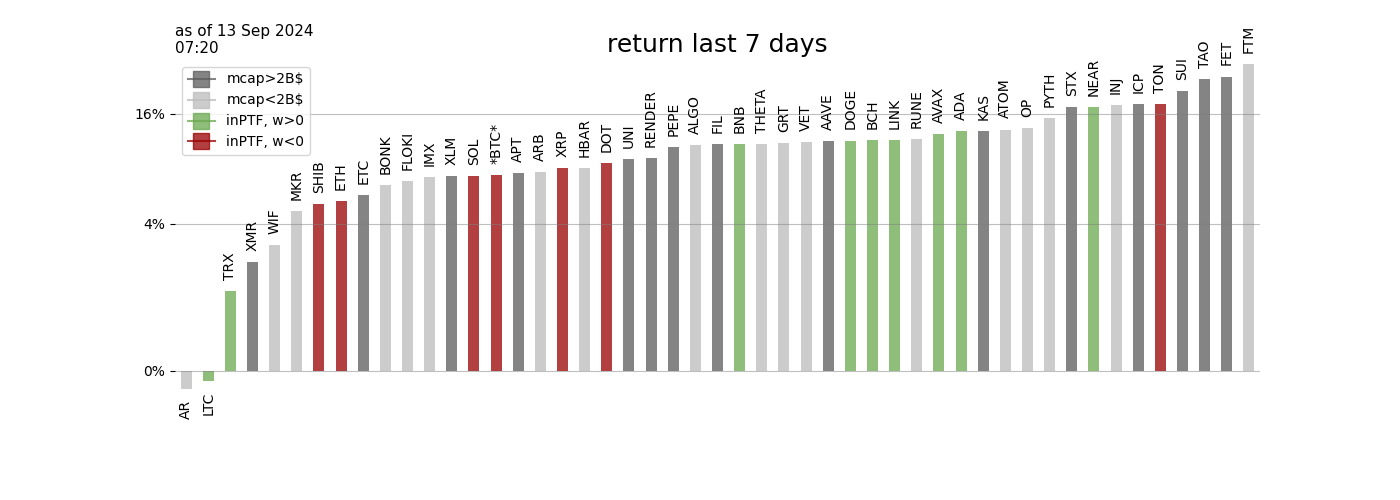 as of 13 Sep 2024
07:20
return last 7 days
mcap>2B$
mcap<2B$
inPTF, w>0
inPTF, w<0
16%
4%
0%
AR
LTC
TRX
XMR
WIF
MKR
SHIB
ETH
ETC
BONK
FLOKI
IMX
XLM
SOL
*BTC*
APT
ARB
XRP
HBAR
DOT
UNI
RENDER
PEPE
ALGO
FIL
BNB
THETA
GRT
VET
AAVE
DOGE
BCH
LINK
RUNE
AVAX
ADA
KAS
ATOM
OP
PYTH
STX
NEAR
INJ
ICP
TON
SUI
TAO
FET
FTM